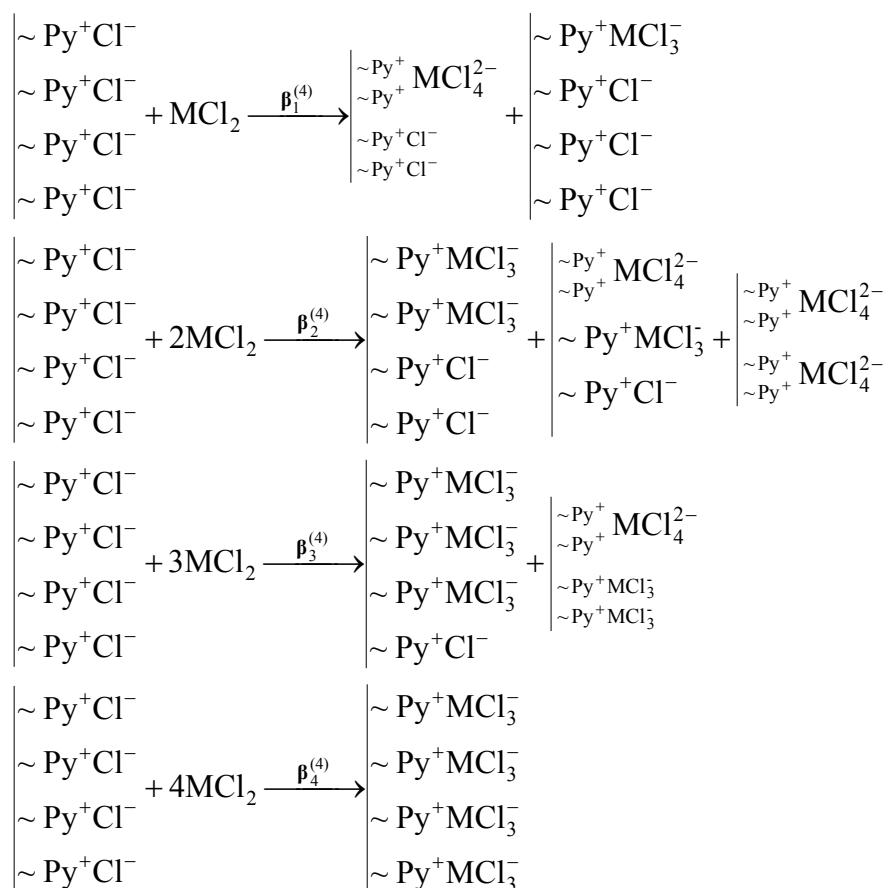 ~ Py⁺Cl⁻
~ Py⁺Cl⁻
~ Py⁺Cl⁻
~ Py⁺Cl⁻
+ MCl₂ →
β₁⁽⁴⁾
~Py⁺
~Py⁺
MCl₄²⁻
~Py⁺Cl⁻
~Py⁺Cl⁻
+
~ Py⁺MCl₃⁻
~ Py⁺Cl⁻
~ Py⁺Cl⁻
~ Py⁺Cl⁻
~ Py⁺Cl⁻
~ Py⁺Cl⁻
~ Py⁺Cl⁻
~ Py⁺Cl⁻
+ 2MCl₂ →
β₂⁽⁴⁾
~ Py⁺MCl₃⁻
~ Py⁺MCl₃⁻
~ Py⁺Cl⁻
~ Py⁺Cl⁻
+
~Py⁺
~Py⁺
MCl₄²⁻
~ Py⁺MCl₃⁻
~ Py⁺Cl⁻
+
~Py⁺
~Py⁺
MCl₄²⁻
~Py⁺
~Py⁺
MCl₄²⁻
~ Py⁺Cl⁻
~ Py⁺Cl⁻
~ Py⁺Cl⁻
~ Py⁺Cl⁻
+ 3MCl₂ →
β₃⁽⁴⁾
~ Py⁺MCl₃⁻
~ Py⁺MCl₃⁻
~ Py⁺MCl₃⁻
~ Py⁺Cl⁻
+
~Py⁺
~Py⁺
MCl₄²⁻
~Py⁺MCl₃⁻
~Py⁺MCl₃⁻
~ Py⁺Cl⁻
~ Py⁺Cl⁻
~ Py⁺Cl⁻
~ Py⁺Cl⁻
+ 4MCl₂ →
β₄⁽⁴⁾
~ Py⁺MCl₃⁻
~ Py⁺MCl₃⁻
~ Py⁺MCl₃⁻
~ Py⁺MCl₃⁻